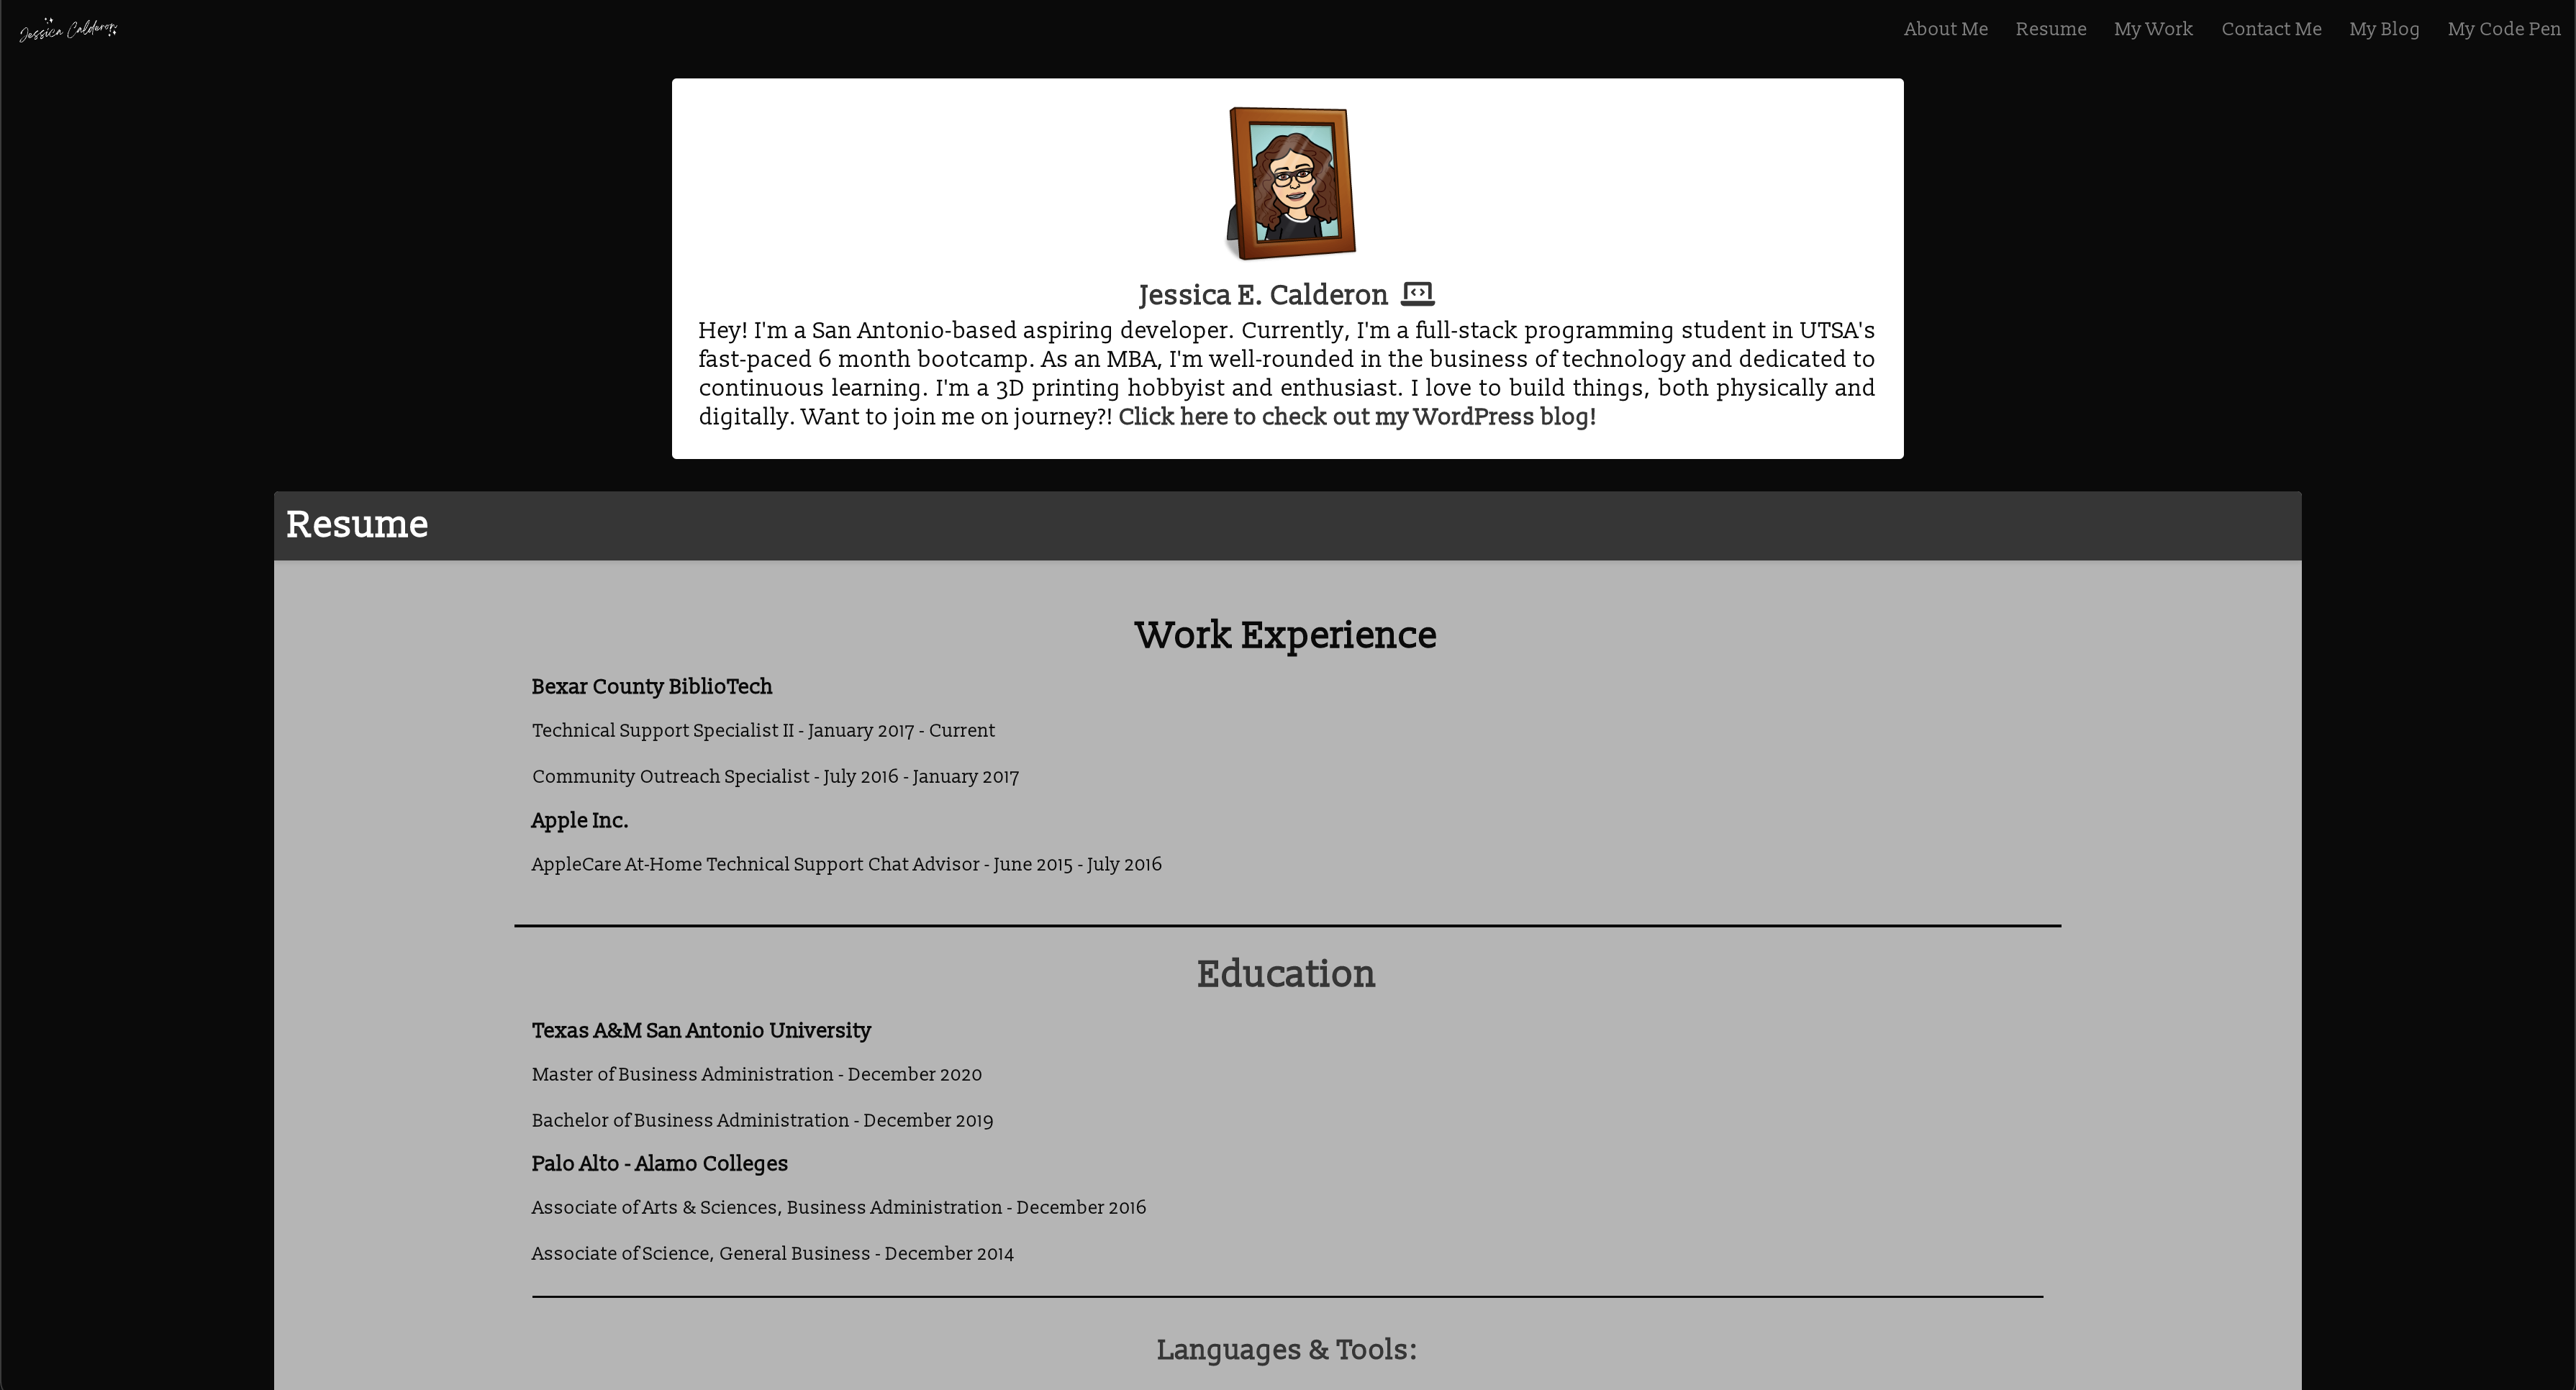 Jessica Calderon
About Me Resume My Work Contact Me My Blog My Code Pen
Jessica E. Calderon
Hey! I'm a San Antonio-based aspiring developer. Currently, I'm a full-stack programming student in UTSA's
fast-paced 6 month bootcamp. As an MBA, I'm well-rounded in the business of technology and dedicated to
continuous learning. I'm a 3D printing hobbyist and enthusiast. I love to build things, both physically and
digitally. Want to join me on journey?! Click here to check out my WordPress blog!
Resume
Work Experience
Bexar County BiblioTech
Technical Support Specialist II - January 2017 - Current
Community Outreach Specialist - July 2016 - January 2017
Apple Inc.
AppleCare At-Home Technical Support Chat Advisor - June 2015 - July 2016
Education
Texas A&M San Antonio University
Master of Business Administration - December 2020
Bachelor of Business Administration - December 2019
Palo Alto - Alamo Colleges
Associate of Arts & Sciences, Business Administration - December 2016
Associate of Science, General Business - December 2014
Languages & Tools: